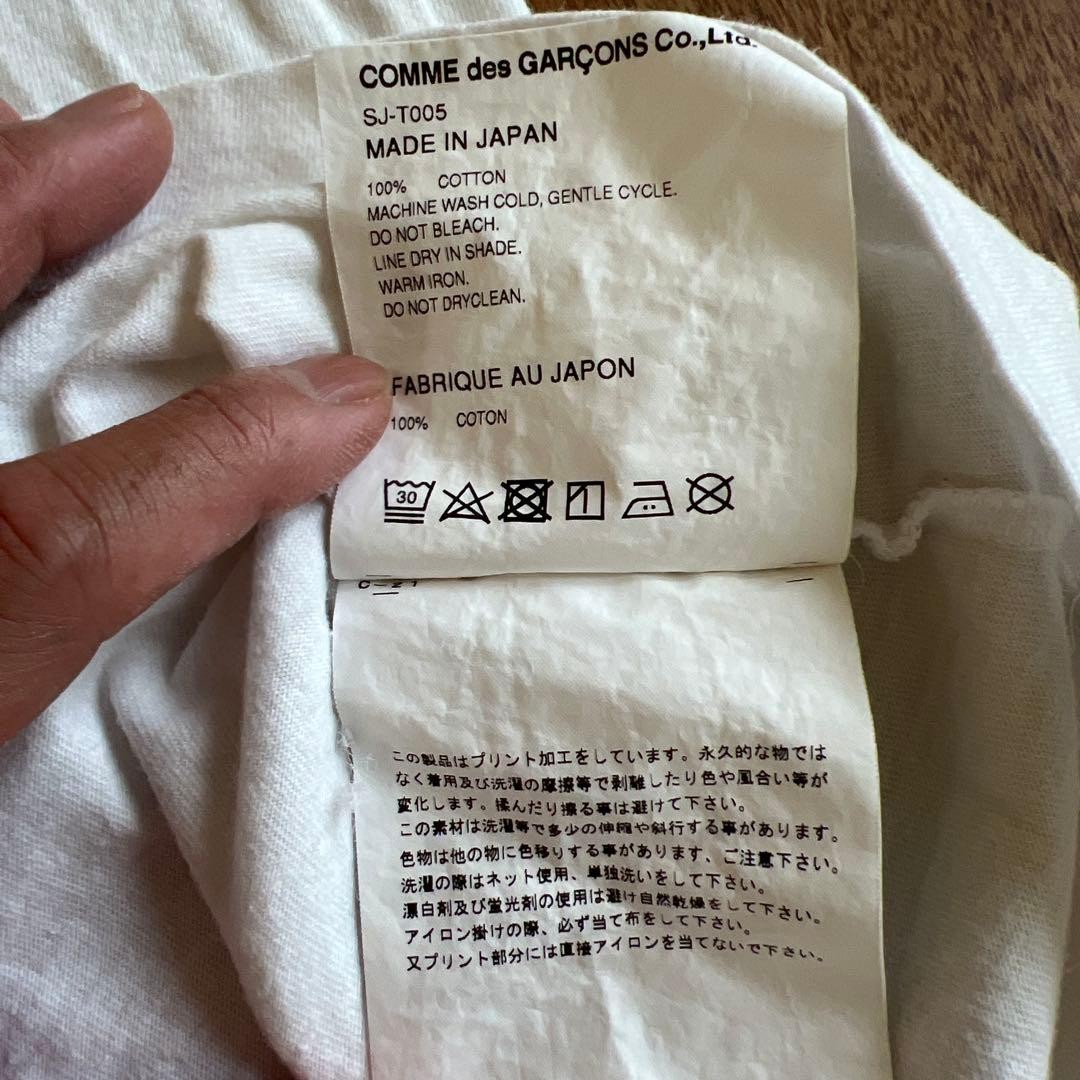 COMME des GARÇONS Co.,Ltd.
SJ-T005
MADE IN JAPAN
100% COTTON
MACHINE WASH COLD, GENTLE CYCLE.
DO NOT BLEACH.
LINE DRY IN SHADE.
WARM IRON.
DO NOT DRYCLEAN.
FABRIQUE AU JAPON
100% COTON
30
C-21
この製品はプリント加工をしています。永久的な物では
なく着用及び洗濯の摩擦等で剥離したり色や風合い等が
変化します。揉んだり擦る事は避けて下さい。
この素材は洗濯等で多少の伸縮や斜行する事があります。
色物は他の物に色移りする事があります、ご注意下さい。
洗濯の際はネット使用、単独洗いをして下さい。
漂白剤及び蛍光剤の使用は避け自然乾燥をして下さい。
アイロン掛けの際、必ず当て布をして下さい。
又プリント部分には直接アイロンを当てないで下さい。